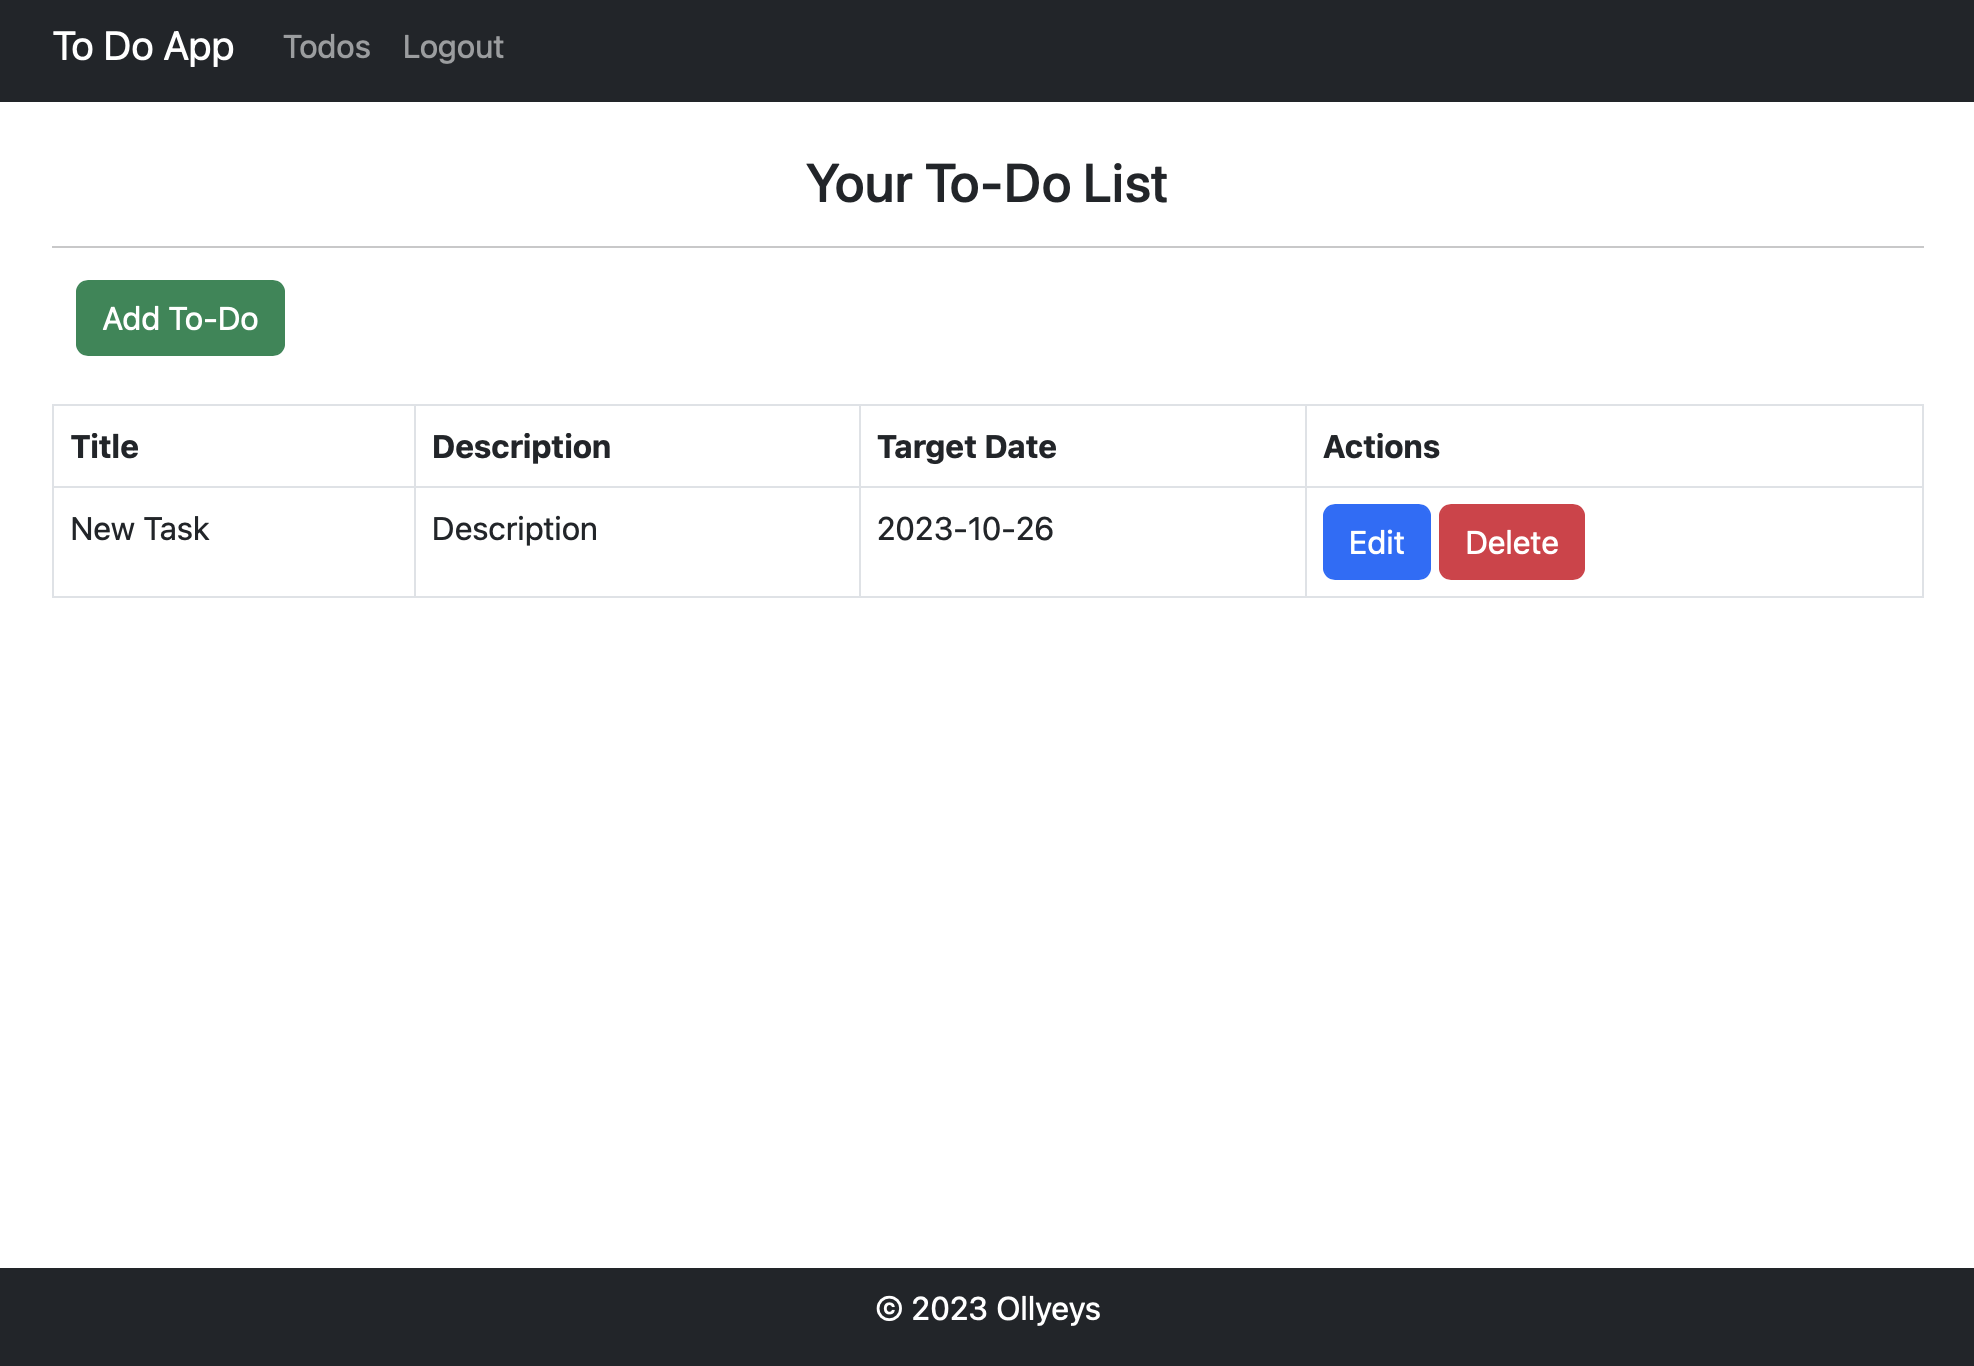 To Do App Todos Logout
Your To-Do List
Add To-Do
Title Description Target Date Actions
New Task Description 2023-10-26 Edit Delete
© 2023 Ollyeys